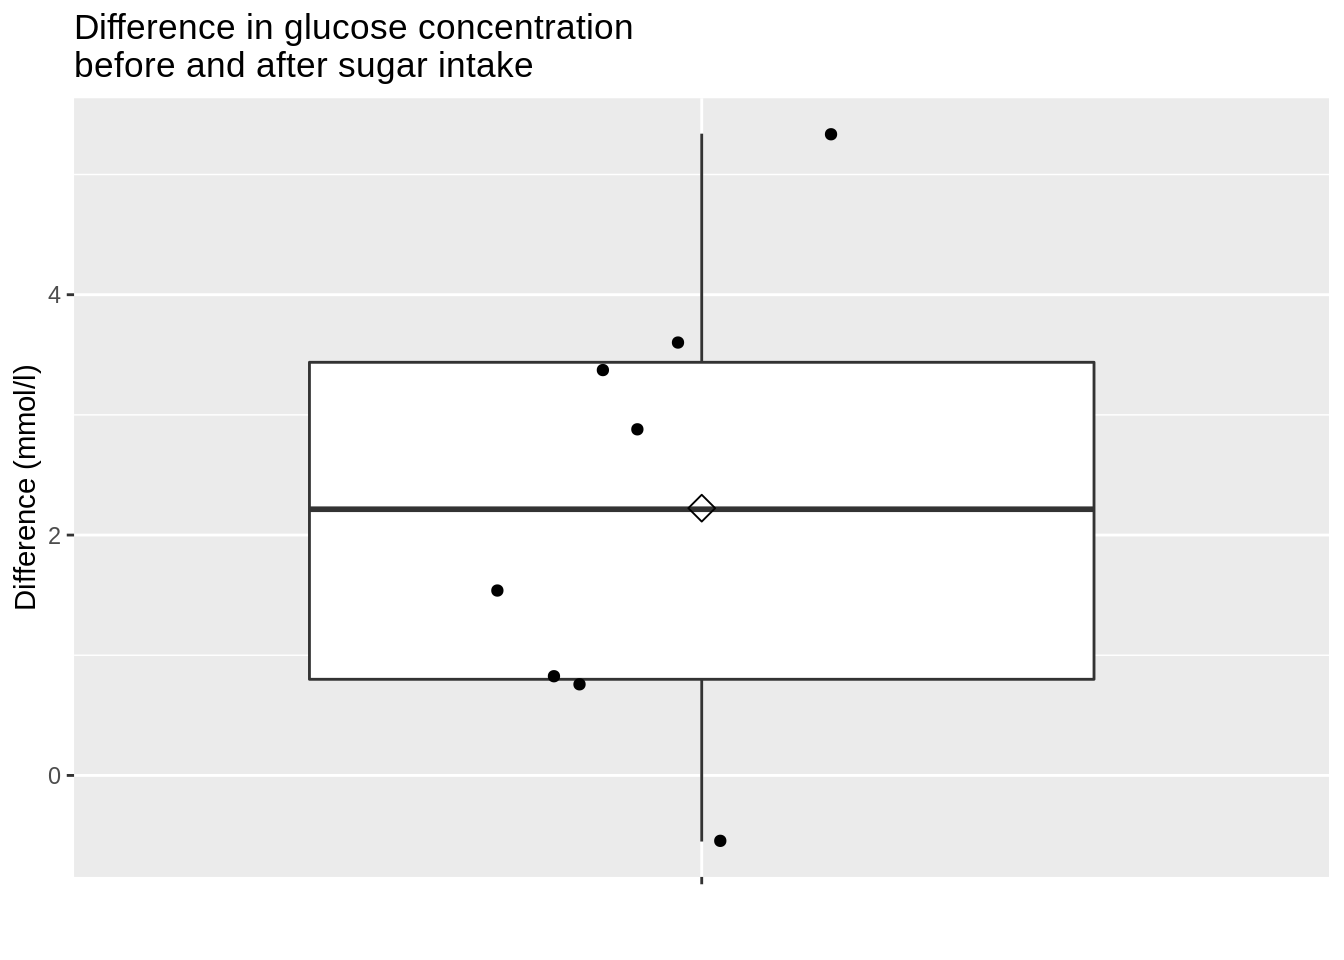 Difference in glucose concentration
before and after sugar intake
Difference (mmol/l)
4
2
0